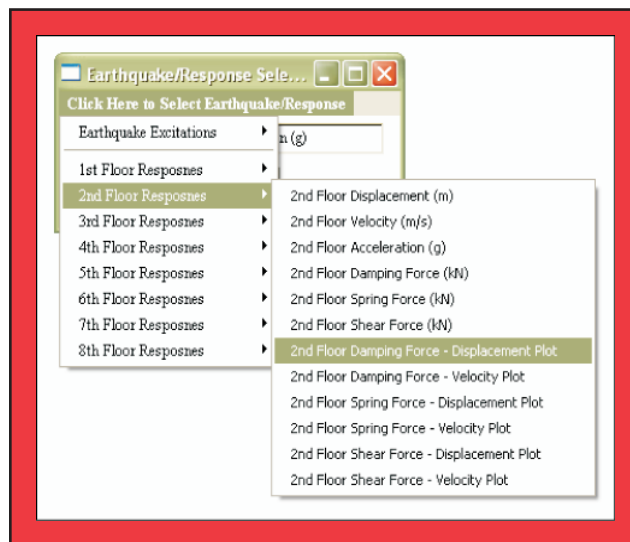 Earthquake/Response Sele...
Click Here to Select Earthquake/Response
Earthquake Excitations
n (g)
1st Floor Resposnes
2nd Floor Resposnes
3rd Floor Resposnes
4th Floor Resposnes
5th Floor Resposnes
6th Floor Resposnes
7th Floor Resposnes
8th Floor Resposnes
2nd Floor Displacement (m)
2nd Floor Velocity (m/s)
2nd Floor Acceleration (g)
2nd Floor Damping Force (kN)
2nd Floor Spring Force (kN)
2nd Floor Shear Force (kN)
2nd Floor Damping Force - Displacement Plot
2nd Floor Damping Force - Velocity Plot
2nd Floor Spring Force - Displacement Plot
2nd Floor Spring Force - Velocity Plot
2nd Floor Shear Force - Displacement Plot
2nd Floor Shear Force - Velocity Plot